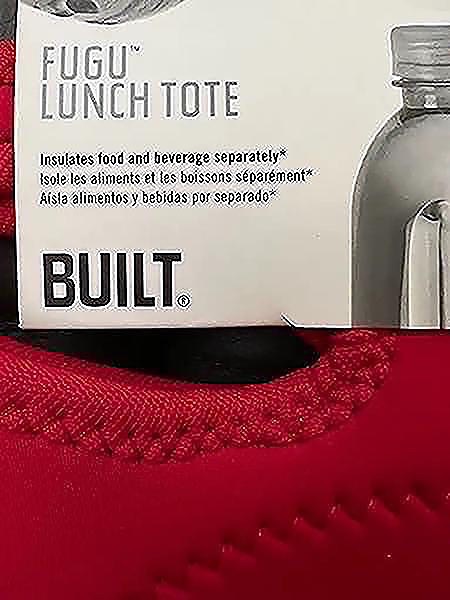 FUGU™
LUNCH TOTE
Insulates food and beverage separately*
Isole les aliments et les boissons séparément*
Aísla alimentos y bebidas por separado*
BUILT®